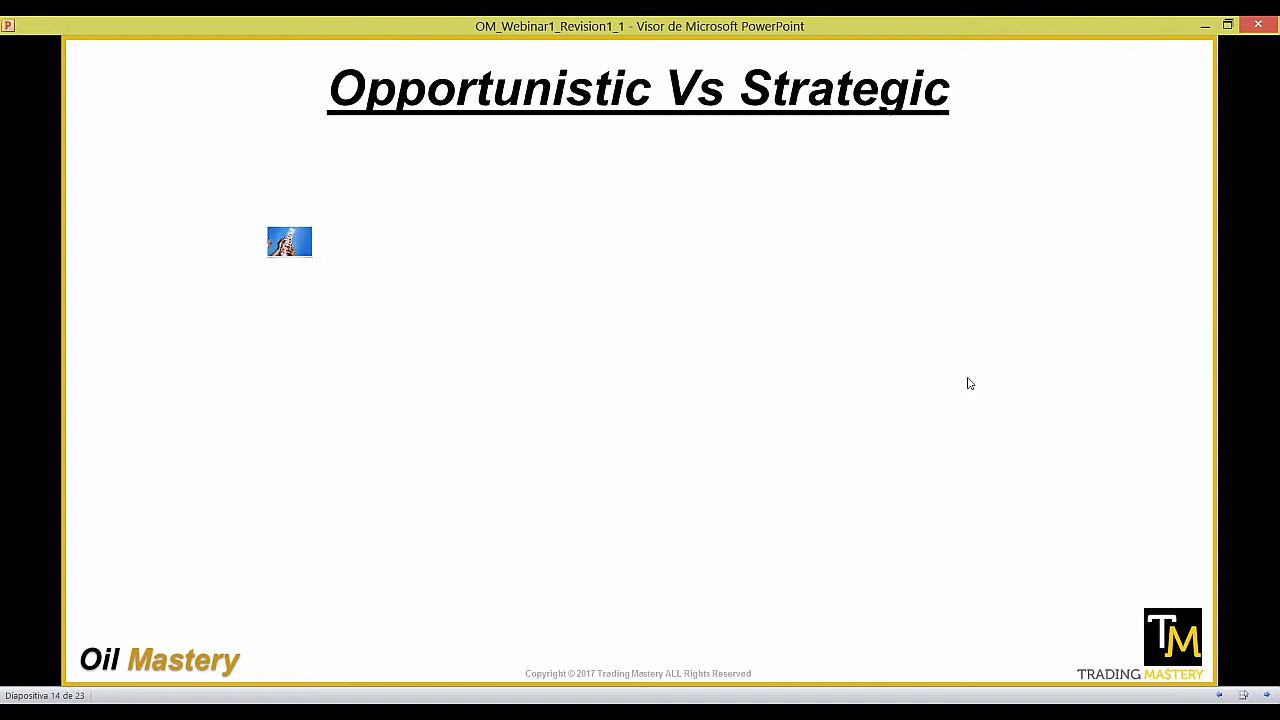 OM_Webinar1_Revision1_1 - Visor de Microsoft PowerPoint
Opportunistic Vs Strategic
Oil Mastery
Copyright © 2017 Trading Mastery ALL Rights Reserved
TM
TRADING MASTERY
Diapositiva 14 de 23